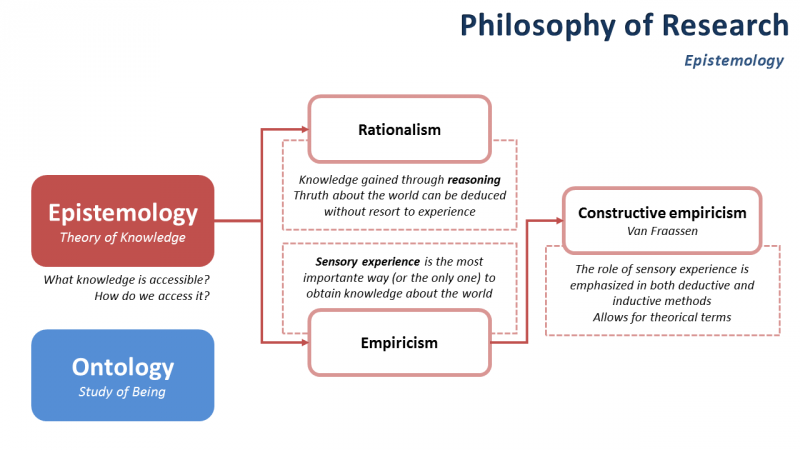 Philosophy of Research
Epistemology
Rationalism
Knowledge gained through reasoning
Thruth about the world can be deduced
without resort to experience
Epistemology
Theory of Knowledge
What knowledge is accessible?
How do we access it?
Sensory experience is the most
importante way (or the only one) to
obtain knowledge about the world
Empiricism
Constructive empiricism
Van Fraassen
The role of sensory experience is
emphasized in both deductive and
inductive methods
Allows for theorical terms
Ontology
Study of Being